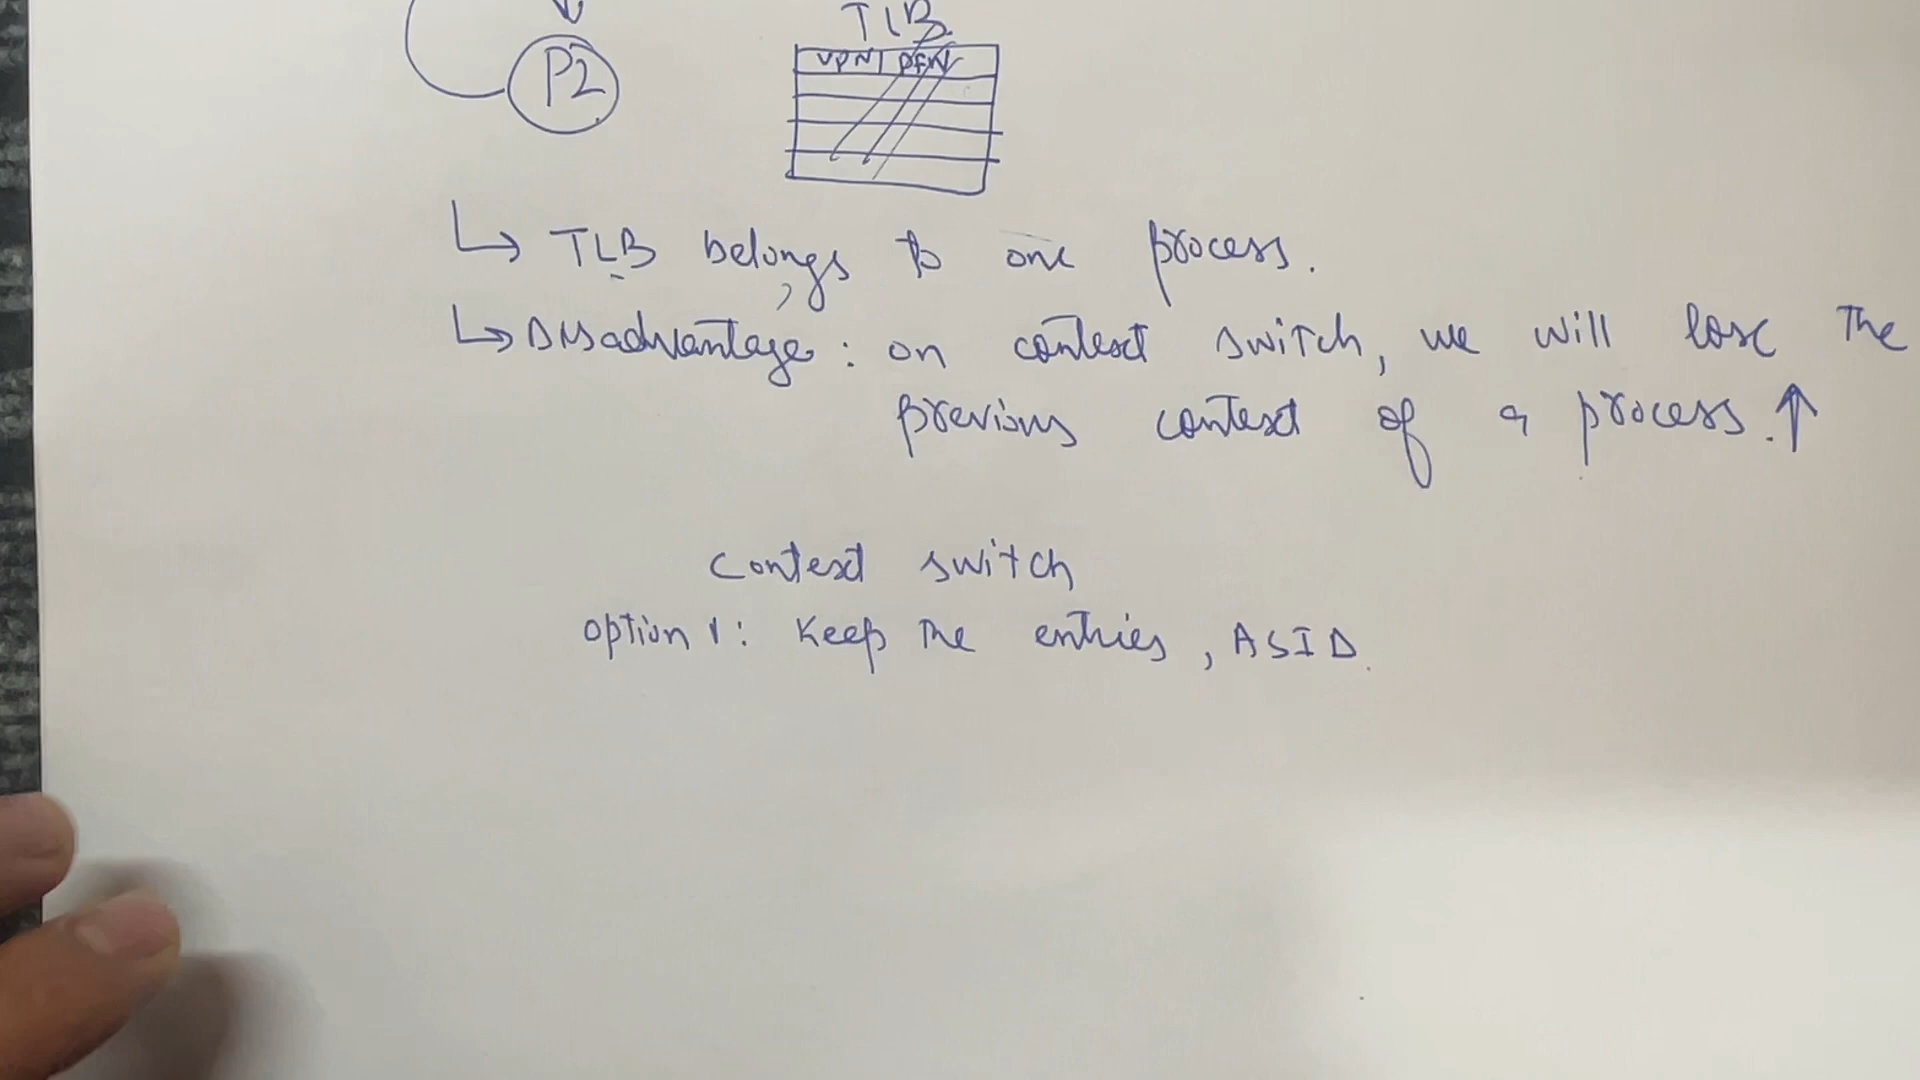 TLB
P2
VPN PFN
↳ TLB belongs to one process.
↳ Disadvantage: on context switch, we will lose the
previous context of a process.↑
Context switch
option 1: Keep the entries, ASID.